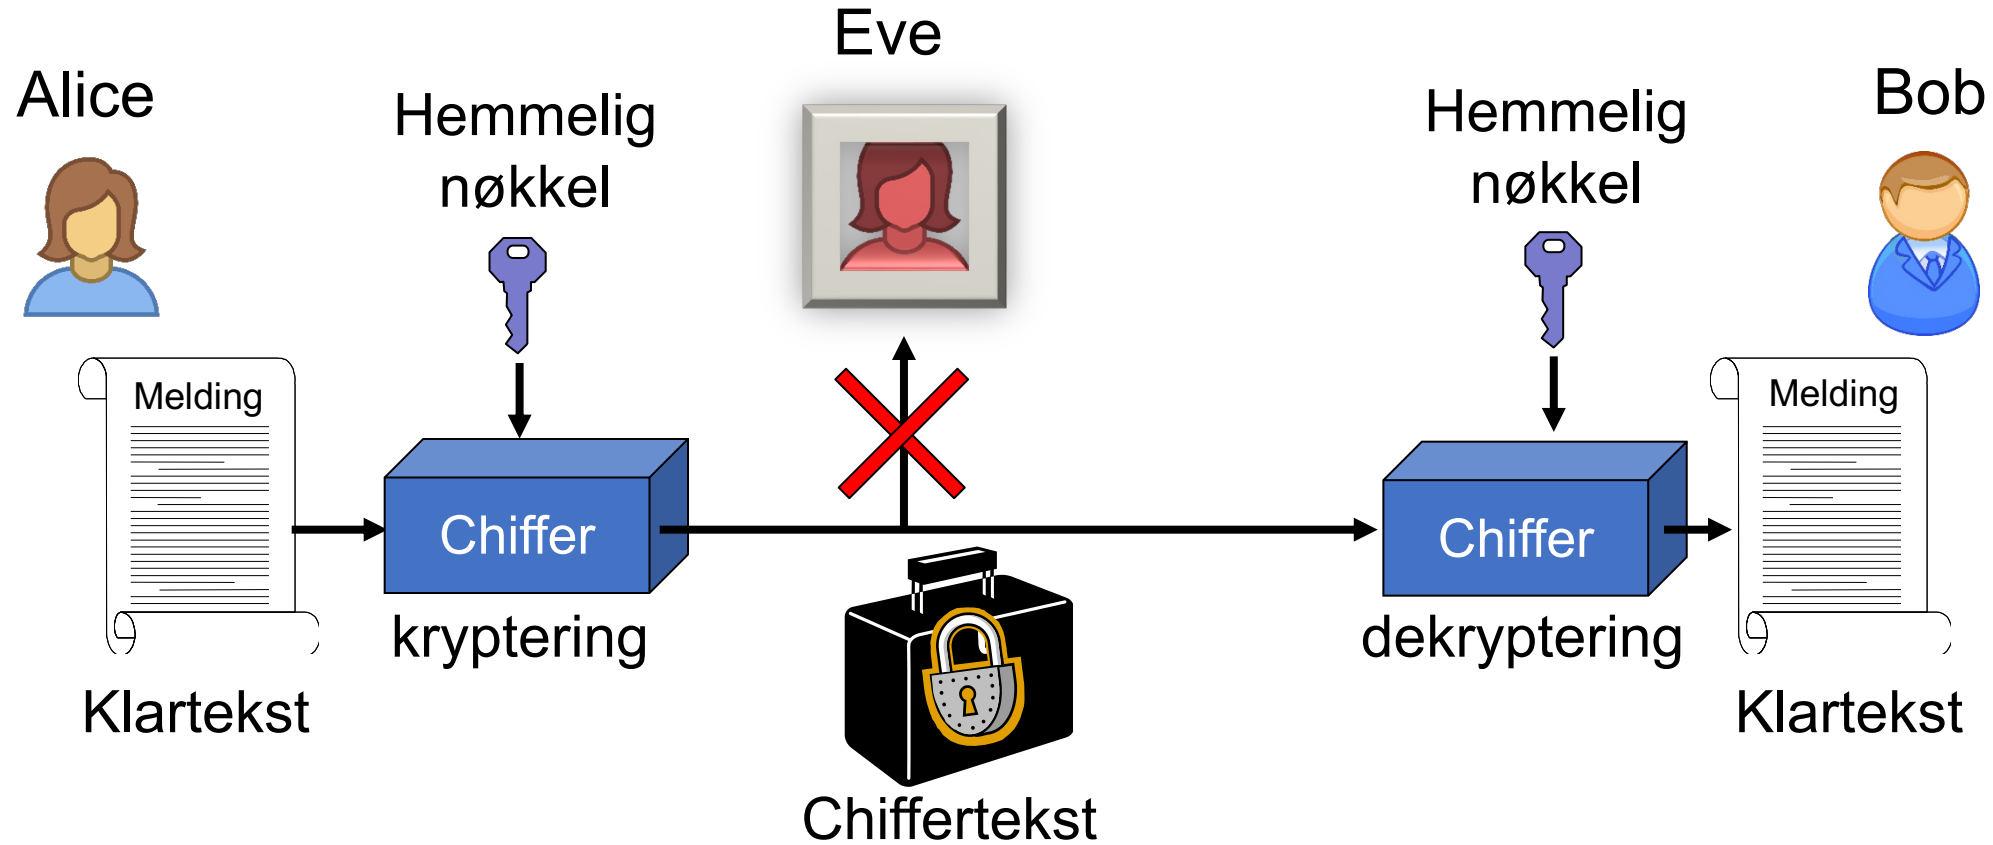 Eve
Alice
Hemmelig
nøkkel
Hemmelig
nøkkel
Bob
Melding
Melding
Chiffer
Chiffer
kryptering
dekryptering
Klartekst
Klartekst
Chiffertekst